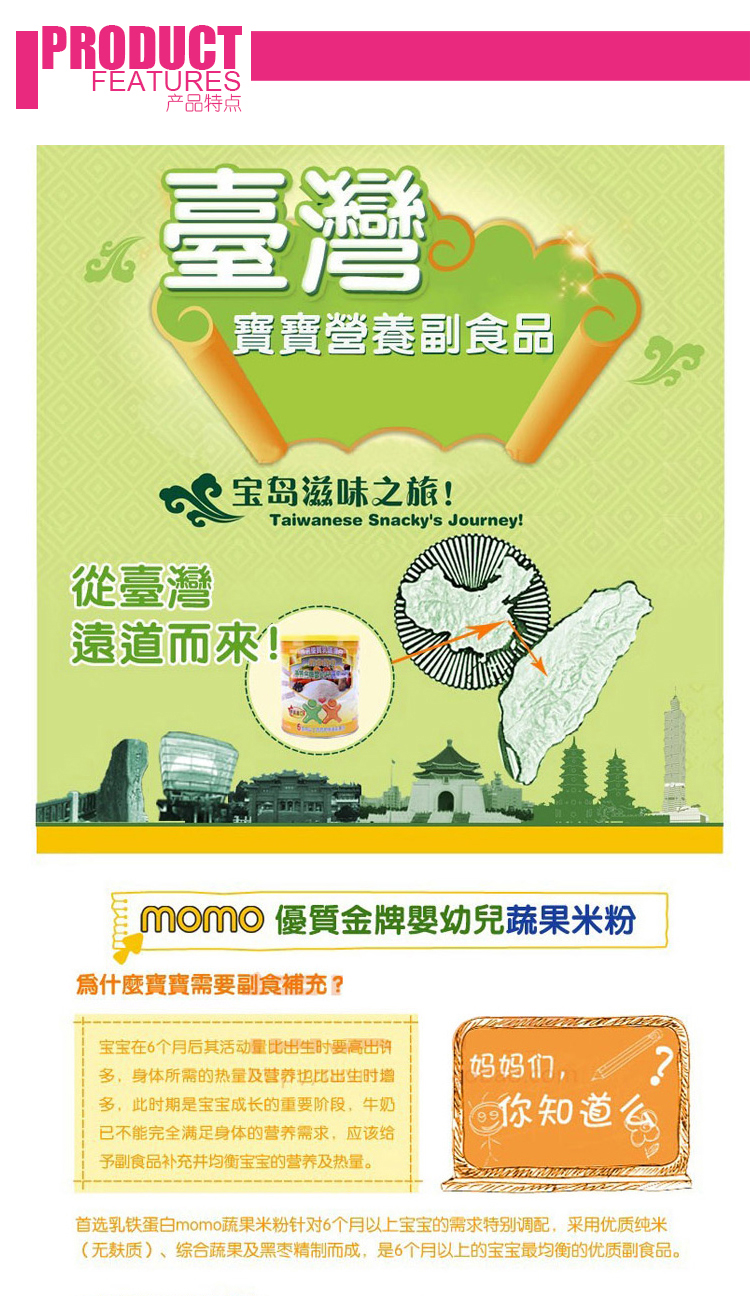 PRODUCT
FEATURES
产品特点
臺灣
寶寶營養副食品
宝岛滋味之旅!
Taiwanese Snacky's Journey!
從臺灣
遠道而來!
momo 優質金牌嬰幼兒蔬果米粉
為什麼寶寶需要副食補充?
宝宝在6个月后其活动量比出生时要高出许
多，身体所需的热量及营养也比出生时增
多，此时期是宝宝成长的重要阶段，牛奶
已不能完全满足身体的营养需求，应该给
予副食品补充并均衡宝宝的营养及热量。
妈妈们，
你知道么?
首选乳铁蛋白momo蔬果米粉针对6个月以上宝宝的需求特别调配，采用优质纯米
（无麸质）、综合蔬果及黑枣精制而成，是6个月以上的宝宝最均衡的优质副食品。